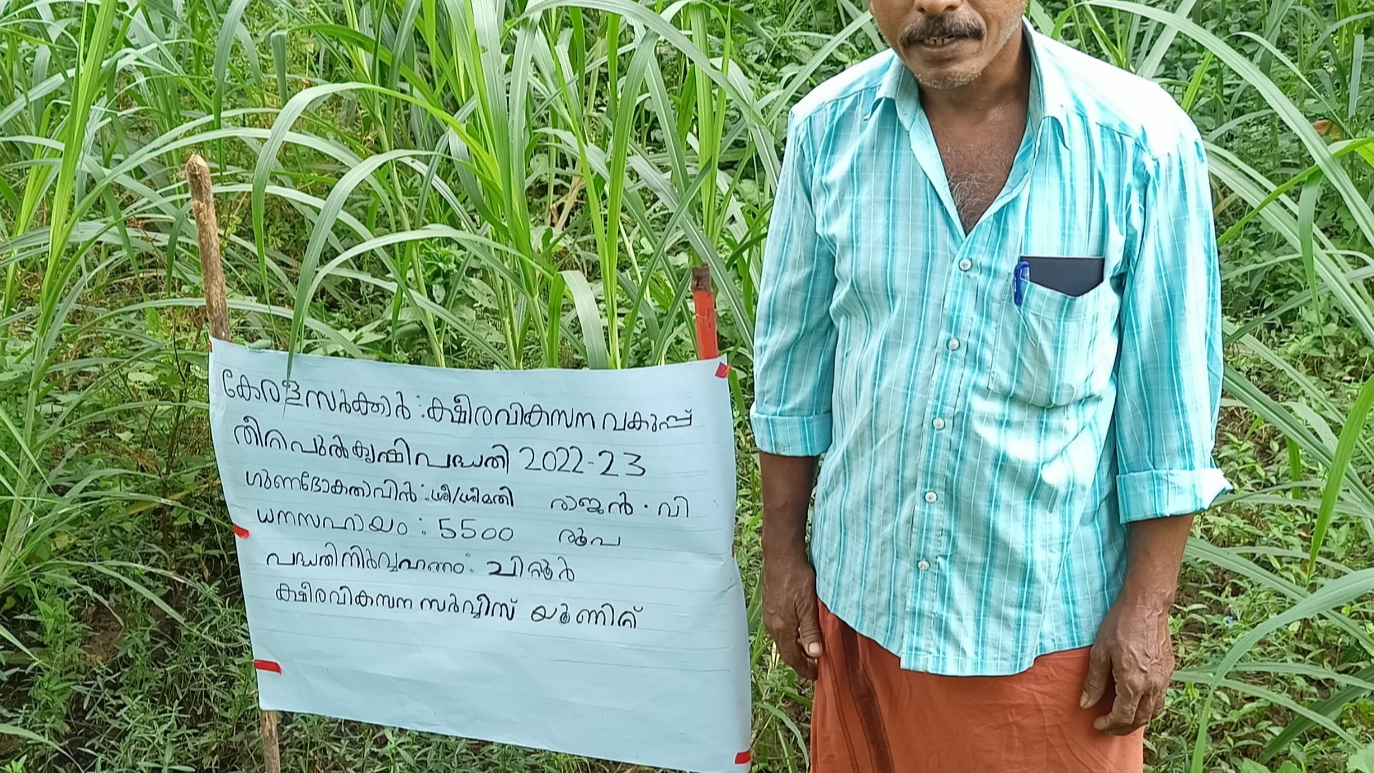 കേരളസർക്കാർ : ക്ഷീരവികസന വകുപ്പ്
തീറ്റപുൽകൃഷിപദ്ധതി 2022-23
ഗുണഭോക്താവിൻ : ശ്രീ/ശ്രീമതി രാജൻ . വി
ധനസഹായം : 5500 രൂപ
പദ്ധതിനിർവ്വഹണം : ചിറ്റൂർ
ക്ഷീരവികസന സർവ്വീസ് യൂണിറ്റ്